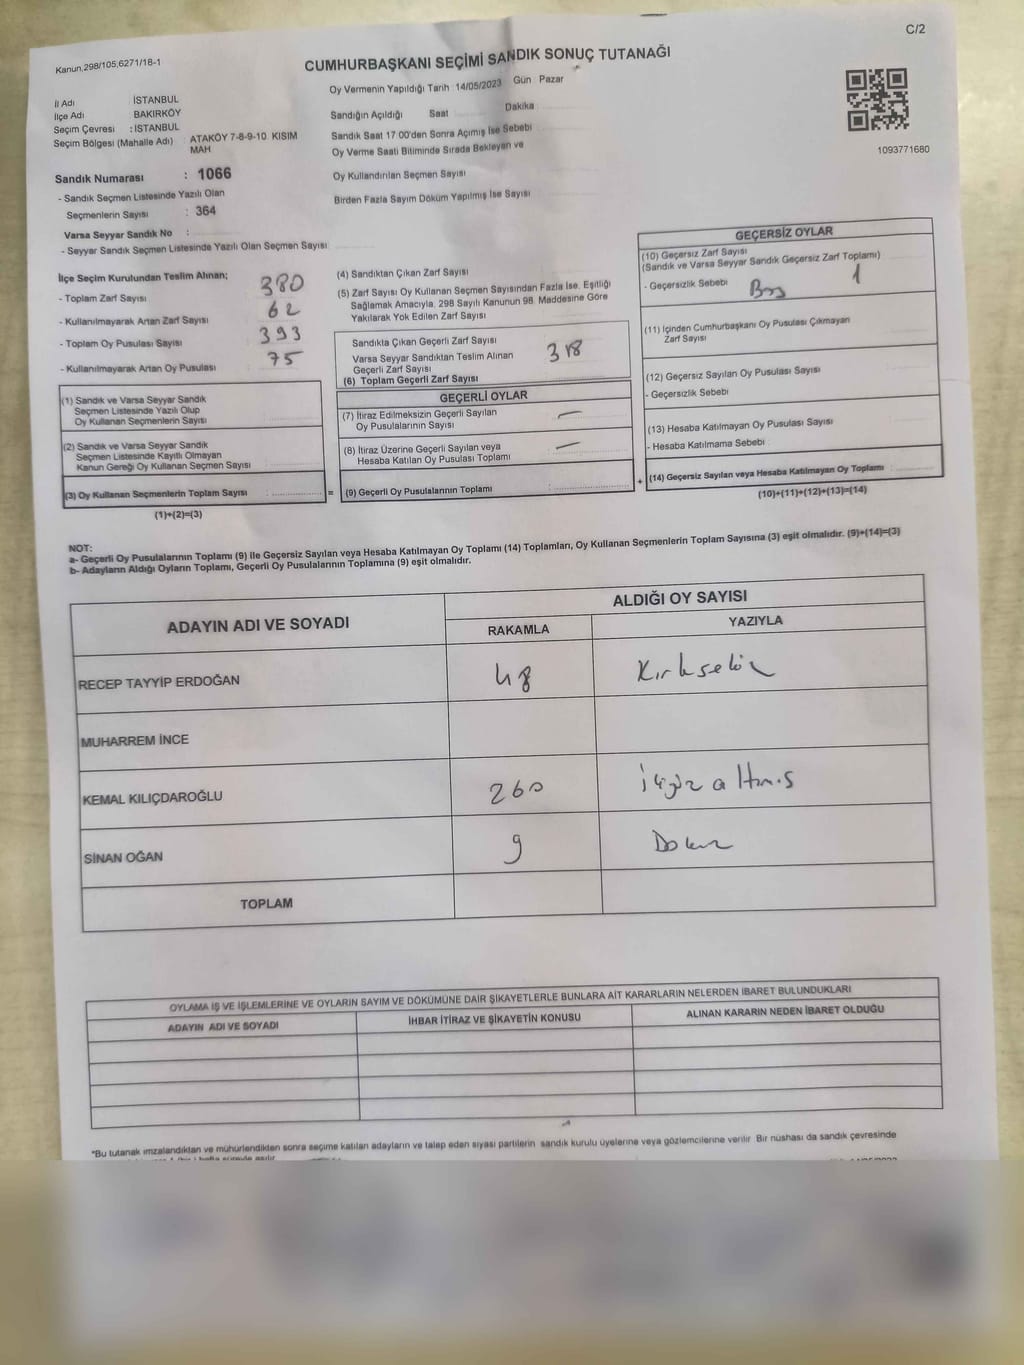 C/2
Kanun.298/105,6271/18-1
CUMHURBAŞKANI SEÇİMİ SANDIK SONUÇ TUTANAĞI
Oy Vermenin Yapıldığı Tarih 14/05/2023 Gün Pazar
İl Adı İSTANBUL
İlçe Adı BAKIRKÖY
Seçim Çevresi : İSTANBUL
Seçim Bölgesi (Mahalle Adı) : ATAKÖY 7-8-9-10 KISIM
MAH
Sandığın Açıldığı Saat Dakika
Sandık Saat 17 00'den Sonra Açımış İse Sebebi
Oy Verme Saati Bitiminde Sırada Bekleyen ve
Oy Kullandırılan Seçmen Sayısı
Birden Fazla Sayım Döküm Yapılmış İse Sayısı
1093771680
Sandık Numarası : 1066
- Sandık Seçmen Listesinde Yazılı Olan
Seçmenlerin Sayısı : 364
Varsa Seyyar Sandık No :
- Seyyar Sandık Seçmen Listesinde Yazılı Olan Seçmen Sayısı
İlçe Seçim Kurulundan Teslim Alınan;
- Toplam Zarf Sayısı 380
- Kullanılmayarak Artan Zarf Sayısı 62
- Toplam Oy Pusulası Sayısı 393
- Kullanılmayarak Artan Oy Pusulası 75
(1) Sandık ve Varsa Seyyar Sandık
Seçmen Listesinde Yazılı Olup
Oy Kullanan Seçmenlerin Sayısı
(2) Sandık ve Varsa Seyyar Sandık
Seçmen Listesinde Kayıtlı Olmayan
Kanun Gereği Oy Kullanan Seçmen Sayısı
(3) Oy Kullanan Seçmenlerin Toplam Sayısı :
(1)+(2)=(3)
(4) Sandıktan Çıkan Zarf Sayısı
(5) Zarf Sayısı Oy Kullanan Seçmen Sayısından Fazla İse, Eşitliği
Sağlamak Amacıyla, 298 Sayılı Kanunun 98. Maddesine Göre
Yakılarak Yok Edilen Zarf Sayısı
Sandıkta Çıkan Geçerli Zarf Sayısı
Varsa Seyyar Sandıktan Teslim Alınan
Geçerli Zarf Sayısı
318
(6) Toplam Geçerli Zarf Sayısı
GEÇERLİ OYLAR
(7) İtiraz Edilmeksizin Geçerli Sayılan —
Oy Pusulalarının Sayısı
(8) İtiraz Üzerine Geçerli Sayılan veya —
Hesaba Katılan Oy Pusulası Toplamı
= (9) Geçerli Oy Pusulalarının Toplamı :
GEÇERSİZ OYLAR
(10) Geçersiz Zarf Sayısı
(Sandık ve Varsa Seyyar Sandık Geçersiz Zarf Toplamı)
- Geçersizlik Sebebi Boş 1
(11) İçinden Cumhurbaşkanı Oy Pusulası Çıkmayan
Zarf Sayısı
(12) Geçersiz Sayılan Oy Pusulası Sayısı
- Geçersizlik Sebebi
(13) Hesaba Katılmayan Oy Pusulası Sayısı
- Hesaba Katılmama Sebebi
+ (14) Geçersiz Sayılan veya Hesaba Katılmayan Oy Toplamı :
(10)+(11)+(12)+(13)=(14)
NOT:
a- Geçerli Oy Pusulalarının Toplamı (9) ile Geçersiz Sayılan veya Hesaba Katılmayan Oy Toplamı (14) Toplamları, Oy Kullanan Seçmenlerin Toplam Sayısına (3) eşit olmalıdır. (9)+(14)=(3)
b- Adayların Aldığı Oyların Toplamı, Geçerli Oy Pusulalarının Toplamına (9) eşit olmalıdır.
ADAYIN ADI VE SOYADI ALDIĞI OY SAYISI
RAKAMLA YAZIYLA
RECEP TAYYİP ERDOĞAN 48 Kırksekiz
MUHARREM İNCE
KEMAL KILIÇDAROĞLU 260 İkiyüzaltmış
SİNAN OĞAN 9 Dokuz
TOPLAM
OYLAMA İŞ VE İŞLEMLERİNE VE OYLARIN SAYIM VE DÖKÜMÜNE DAİR ŞİKAYETLERLE BUNLARA AİT KARARLARIN NELERDEN İBARET BULUNDUKLARI
ADAYIN ADI VE SOYADI İHBAR İTİRAZ VE ŞİKAYETİN KONUSU ALINAN KARARIN NEDEN İBARET OLDUĞU
*Bu tutanak imzalandıktan ve mühürlendikten sonra seçime katılan adayların ve talep eden siyasi partilerin sandık kurulu üyelerine veya gözlemcilerine verilir Bir nüshası da sandık çevresinde